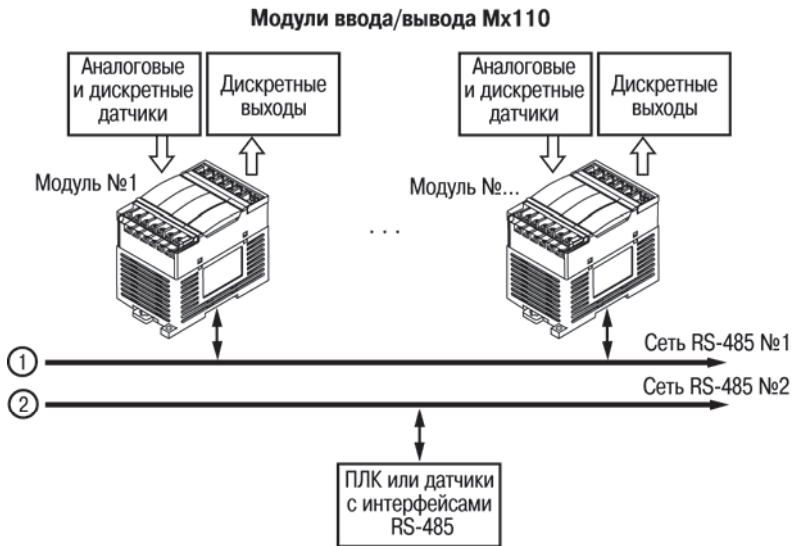 Модули ввода/вывода Мх110
Аналоговые
и дискретные
датчики
Дискретные
выходы
Аналоговые
и дискретные
датчики
Дискретные
выходы
Модуль №1
Модуль №...
. . .
Сеть RS-485 №1
1
Сеть RS-485 №2
2
ПЛК или датчики
с интерфейсами
RS-485